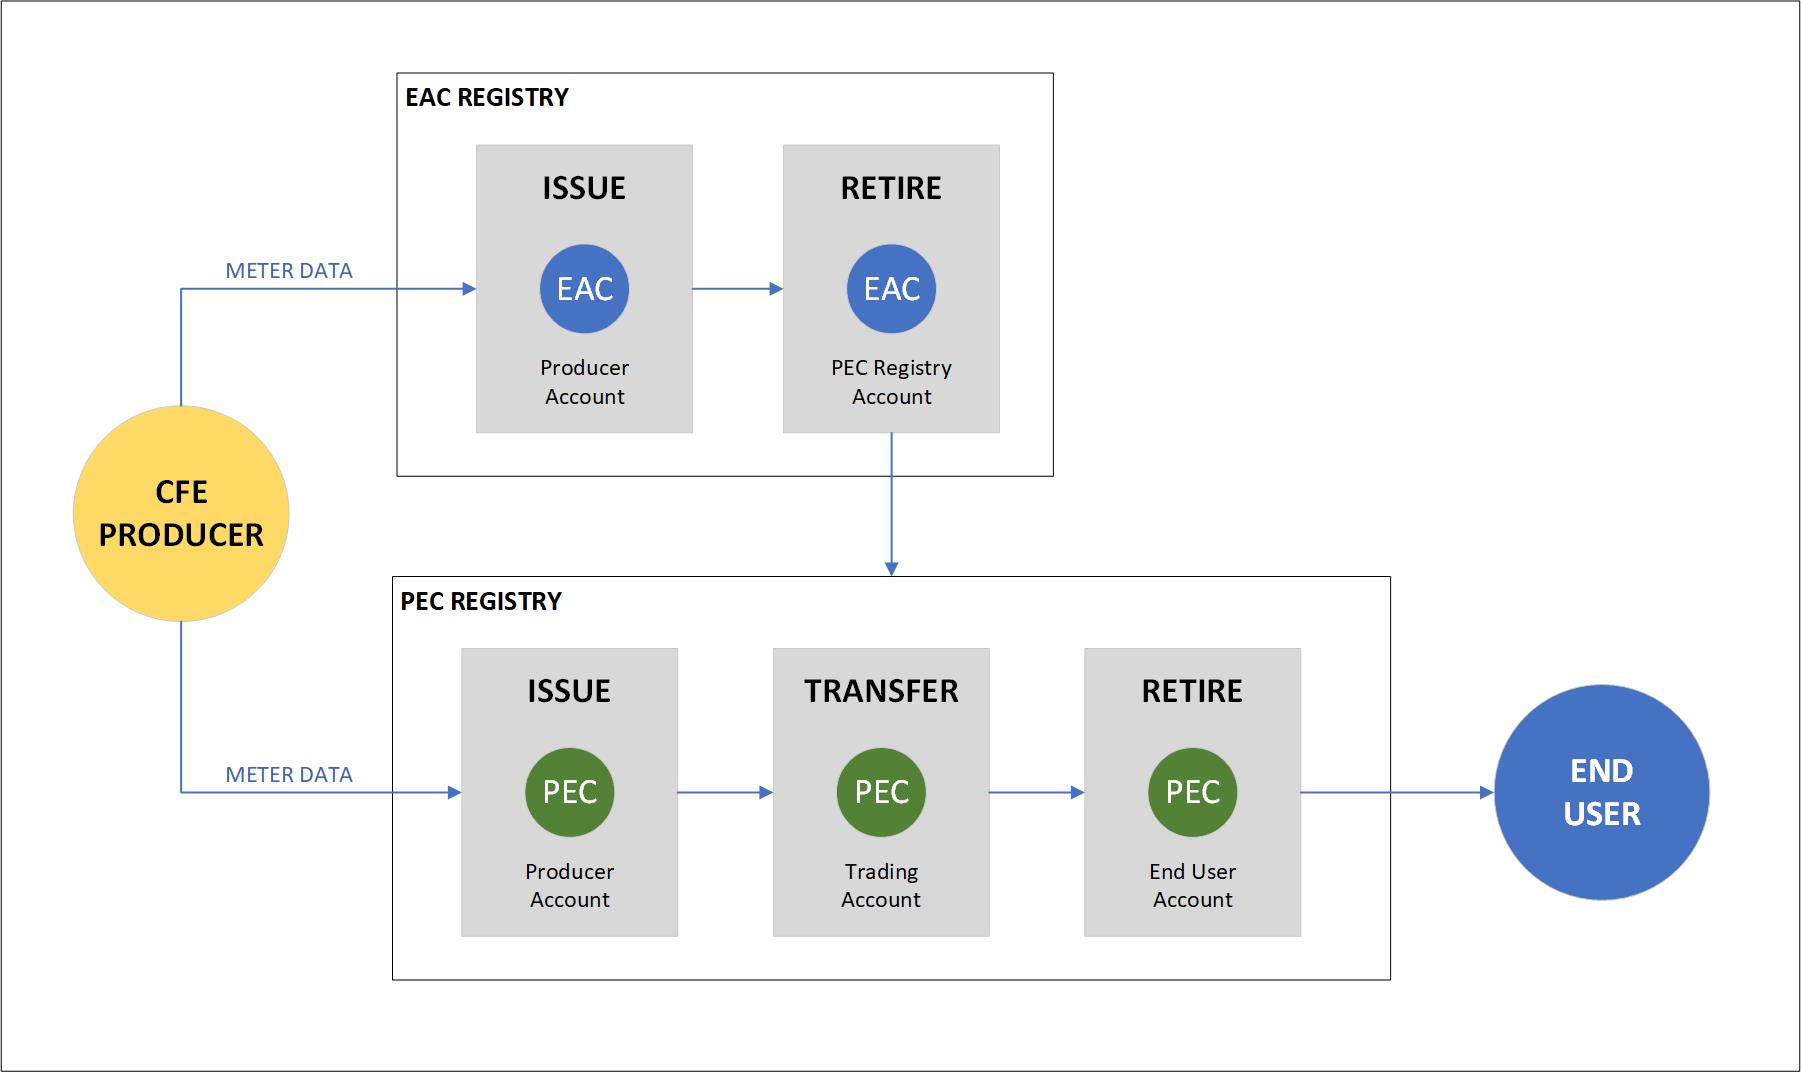 EAC REGISTRY
ISSUE
EAC
Producer
Account
RETIRE
EAC
PEC Registry
Account
METER DATA
CFE
PRODUCER
METER DATA
PEC REGISTRY
ISSUE
PEC
Producer
Account
TRANSFER
PEC
Trading
Account
RETIRE
PEC
End User
Account
END
USER